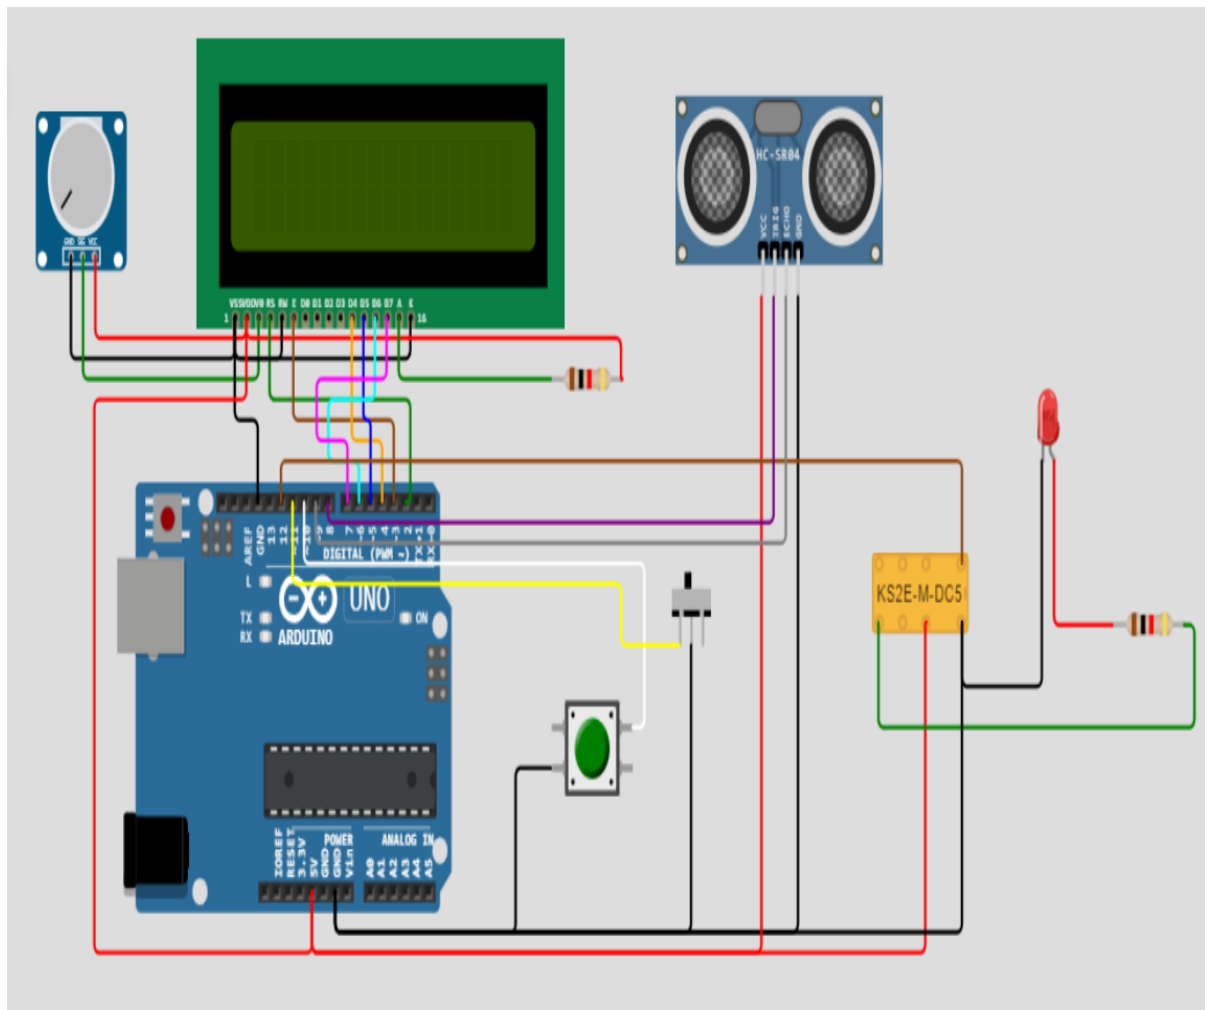 HC-SR04
VCC
TRIG
ECHO
GND
GND SG VCC
VSS VDD V0 RS RW E D0 D1 D2 D3 D4 D5 D6 D7 A K
1
16
AREF
GND
13
12
~11
~10
~9
8
7
~6
~5
4
~3
2
TX→1
RX←0
DIGITAL (PWM ~)
L
UNO
TX
RX
ARDUINO
ON
KS2E-M-DC5
IOREF
RESET
3.3V
5V
GND
GND
Vin
POWER
ANALOG IN
A0
A1
A2
A3
A4
A5